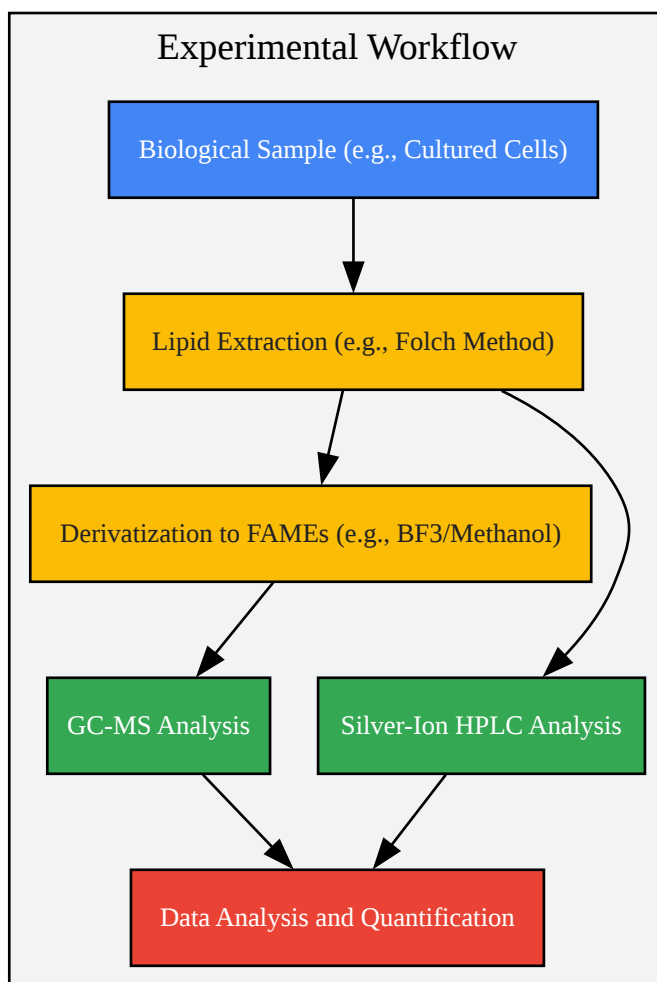 Experimental Workflow
Biological Sample (e.g., Cultured Cells)
Lipid Extraction (e.g., Folch Method)
Derivatization to FAMEs (e.g., BF3/Methanol)
GC-MS Analysis
Silver-Ion HPLC Analysis
Data Analysis and Quantification